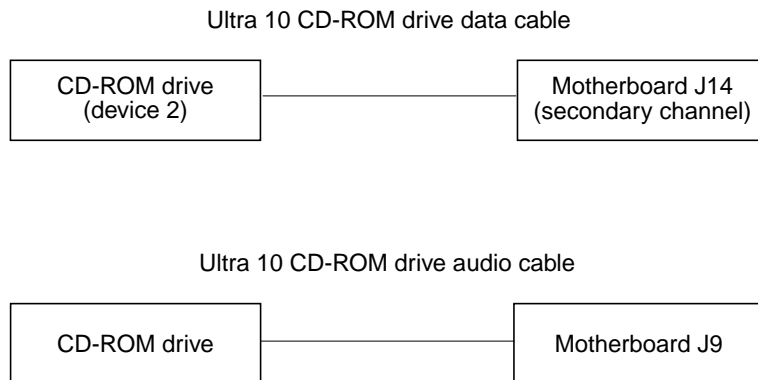 Ultra 10 CD-ROM drive data cable
CD-ROM drive
(device 2)
Motherboard J14
(secondary channel)
Ultra 10 CD-ROM drive audio cable
CD-ROM drive
Motherboard J9